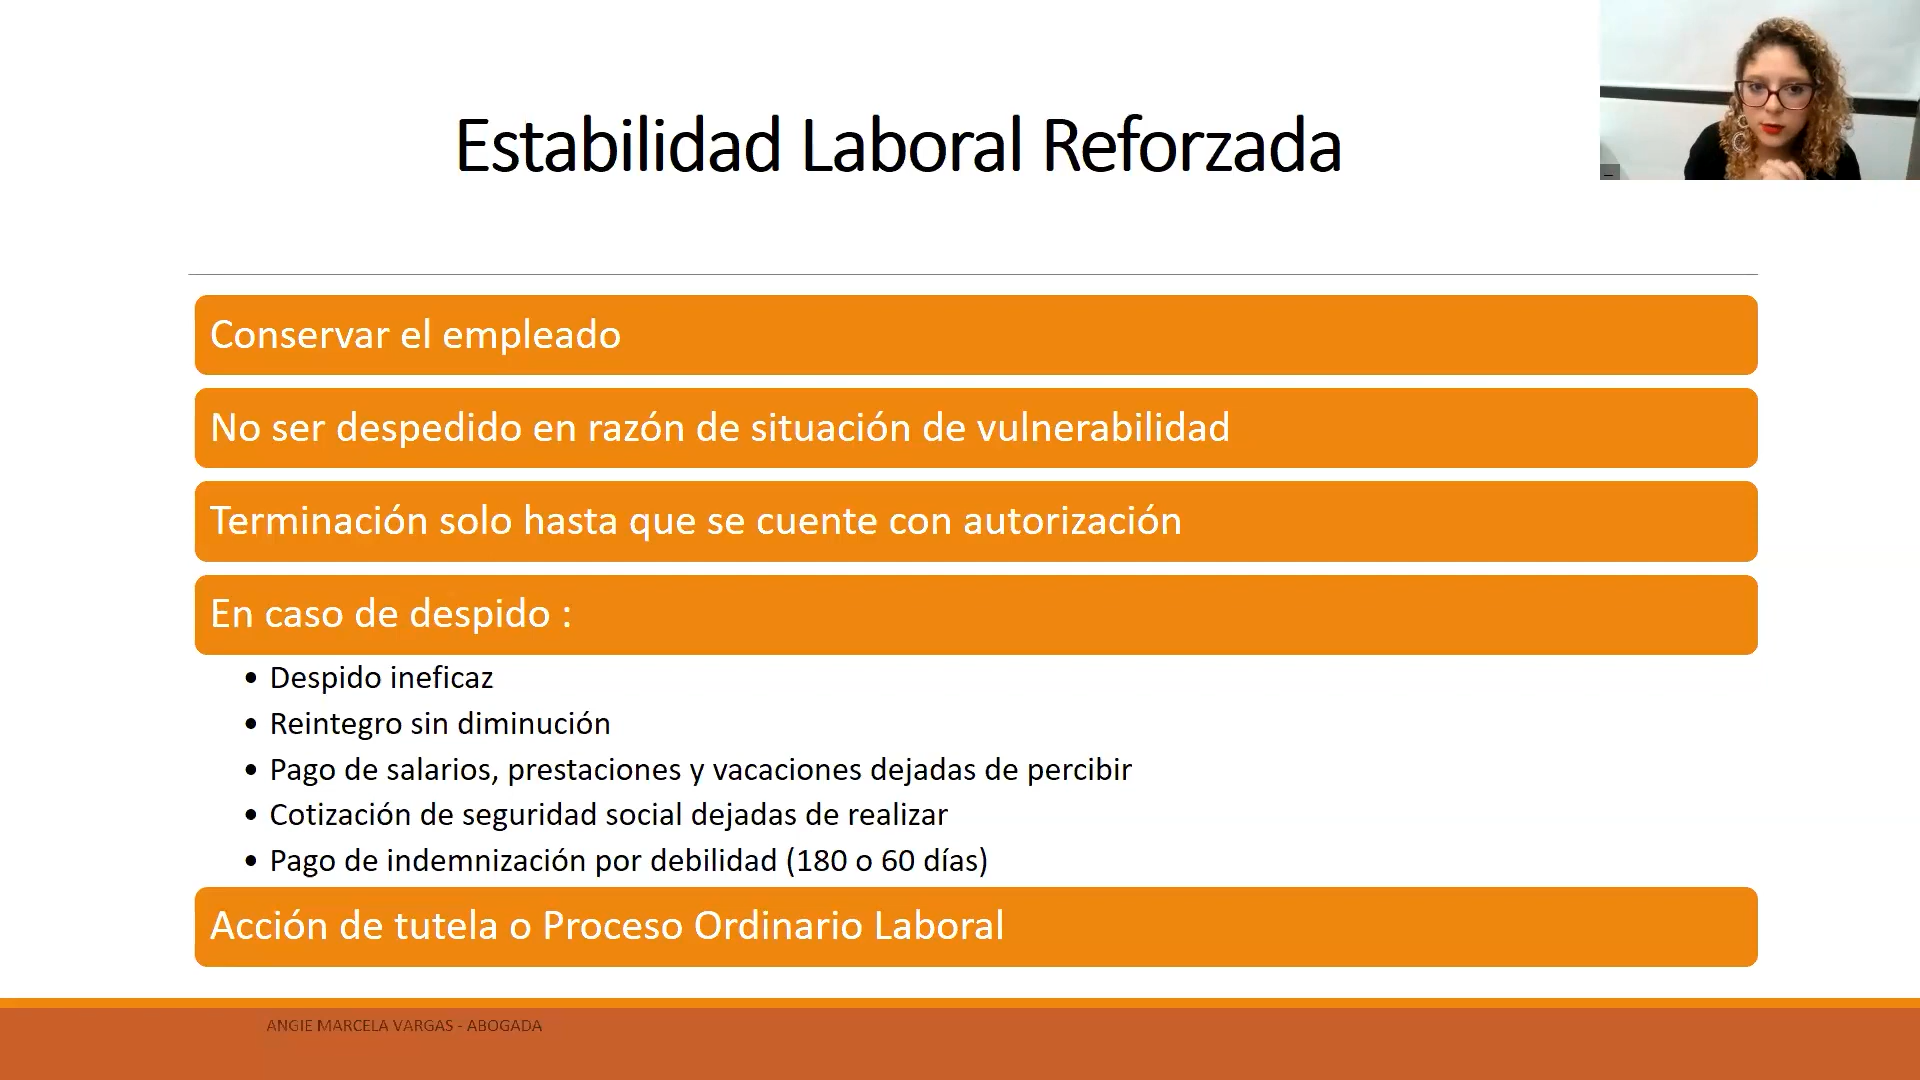 Estabilidad Laboral Reforzada
Conservar el empleado
No ser despedido en razón de situación de vulnerabilidad
Terminación solo hasta que se cuente con autorización
En caso de despido :
• Despido ineficaz
• Reintegro sin diminución
• Pago de salarios, prestaciones y vacaciones dejadas de percibir
• Cotización de seguridad social dejadas de realizar
• Pago de indemnización por debilidad (180 o 60 días)
Acción de tutela o Proceso Ordinario Laboral
ANGIE MARCELA VARGAS - ABOGADA